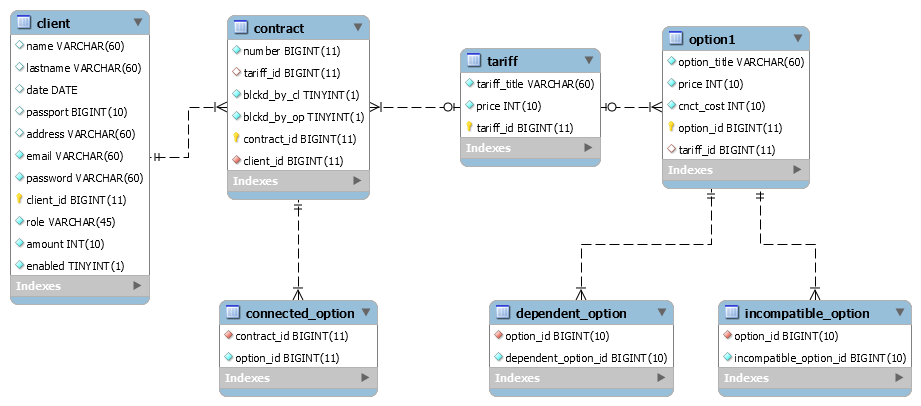 client
name VARCHAR(60)
lastname VARCHAR(60)
date DATE
passport BIGINT(10)
address VARCHAR(60)
email VARCHAR(60)
password VARCHAR(60)
client_id BIGINT(11)
role VARCHAR(45)
amount INT(10)
enabled TINYINT(1)
Indexes
contract
number BIGINT(11)
tariff_id BIGINT(11)
blckd_by_cl TINYINT(1)
blckd_by_op TINYINT(1)
contract_id BIGINT(11)
client_id BIGINT(11)
Indexes
tariff
tariff_title VARCHAR(60)
price INT(10)
tariff_id BIGINT(11)
Indexes
option1
option_title VARCHAR(60)
price INT(10)
cnct_cost INT(10)
option_id BIGINT(11)
tariff_id BIGINT(11)
Indexes
connected_option
contract_id BIGINT(11)
option_id BIGINT(11)
Indexes
dependent_option
option_id BIGINT(10)
dependent_option_id BIGINT(10)
Indexes
incompatible_option
option_id BIGINT(10)
incompatible_option_id BIGINT(10)
Indexes